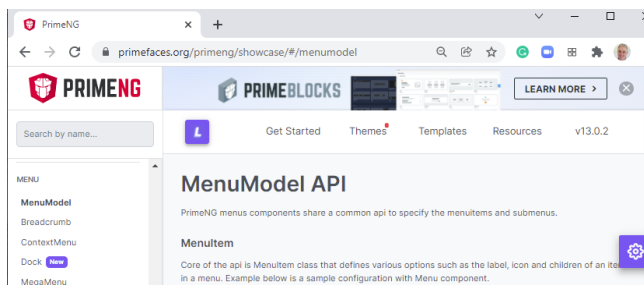 PrimeNG
primefaces.org/primeng/showcase/#/menumodel
PRIMENG
PRIMEBLOCKS
LEARN MORE >
Search by name...
L
Get Started
Themes
Templates
Resources
v13.0.2
MENU
MenuModel
Breadcrumb
ContextMenu
Dock New
MegaMenu
MenuModel API
PrimeNG menus components share a common api to specify the menuitems and submenus.
MenuItem
Core of the api is MenuItem class that defines various options such as the label, icon and children of an
in a menu. Example below is a sample configuration with Menu component.